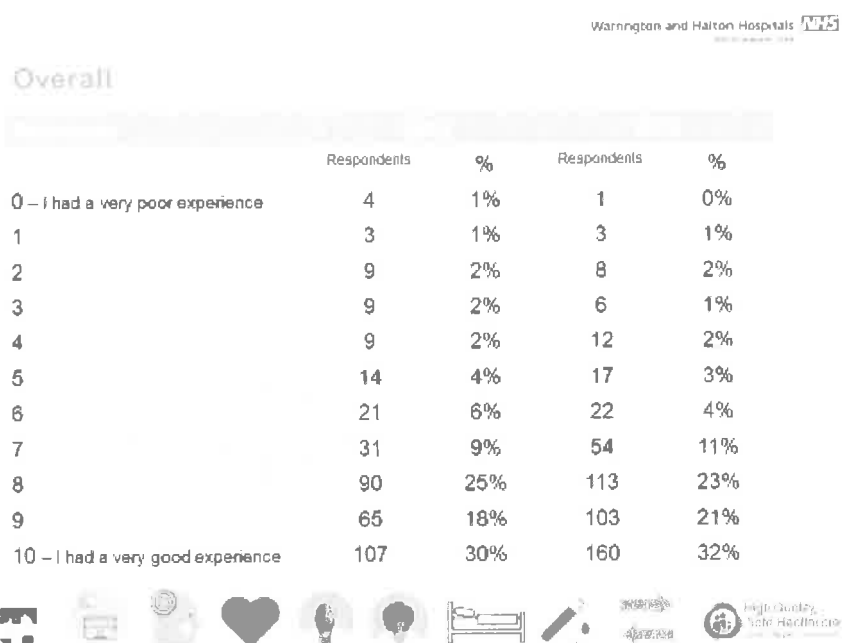 Warrington and Halton Hospitals NHS
Overall
Respondents % Respondents %
0 – I had a very poor experience 4 1% 1 0%
1 3 1% 3 1%
2 9 2% 8 2%
3 9 2% 6 1%
4 9 2% 12 2%
5 14 4% 17 3%
6 21 6% 22 4%
7 31 9% 54 11%
8 90 25% 113 23%
9 65 18% 103 21%
10 – I had a very good experience 107 30% 160 32%
High Quality,
Safe Healthcare